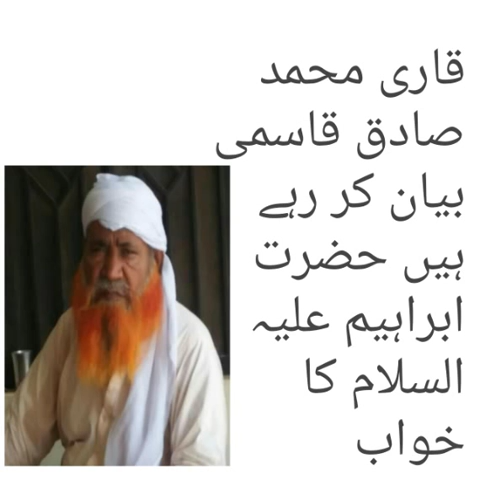 قاری محمد
صادق قاسمی
بیان کر رہے
ہیں حضرت
ابراہیم علیہ
السلام کا
خواب